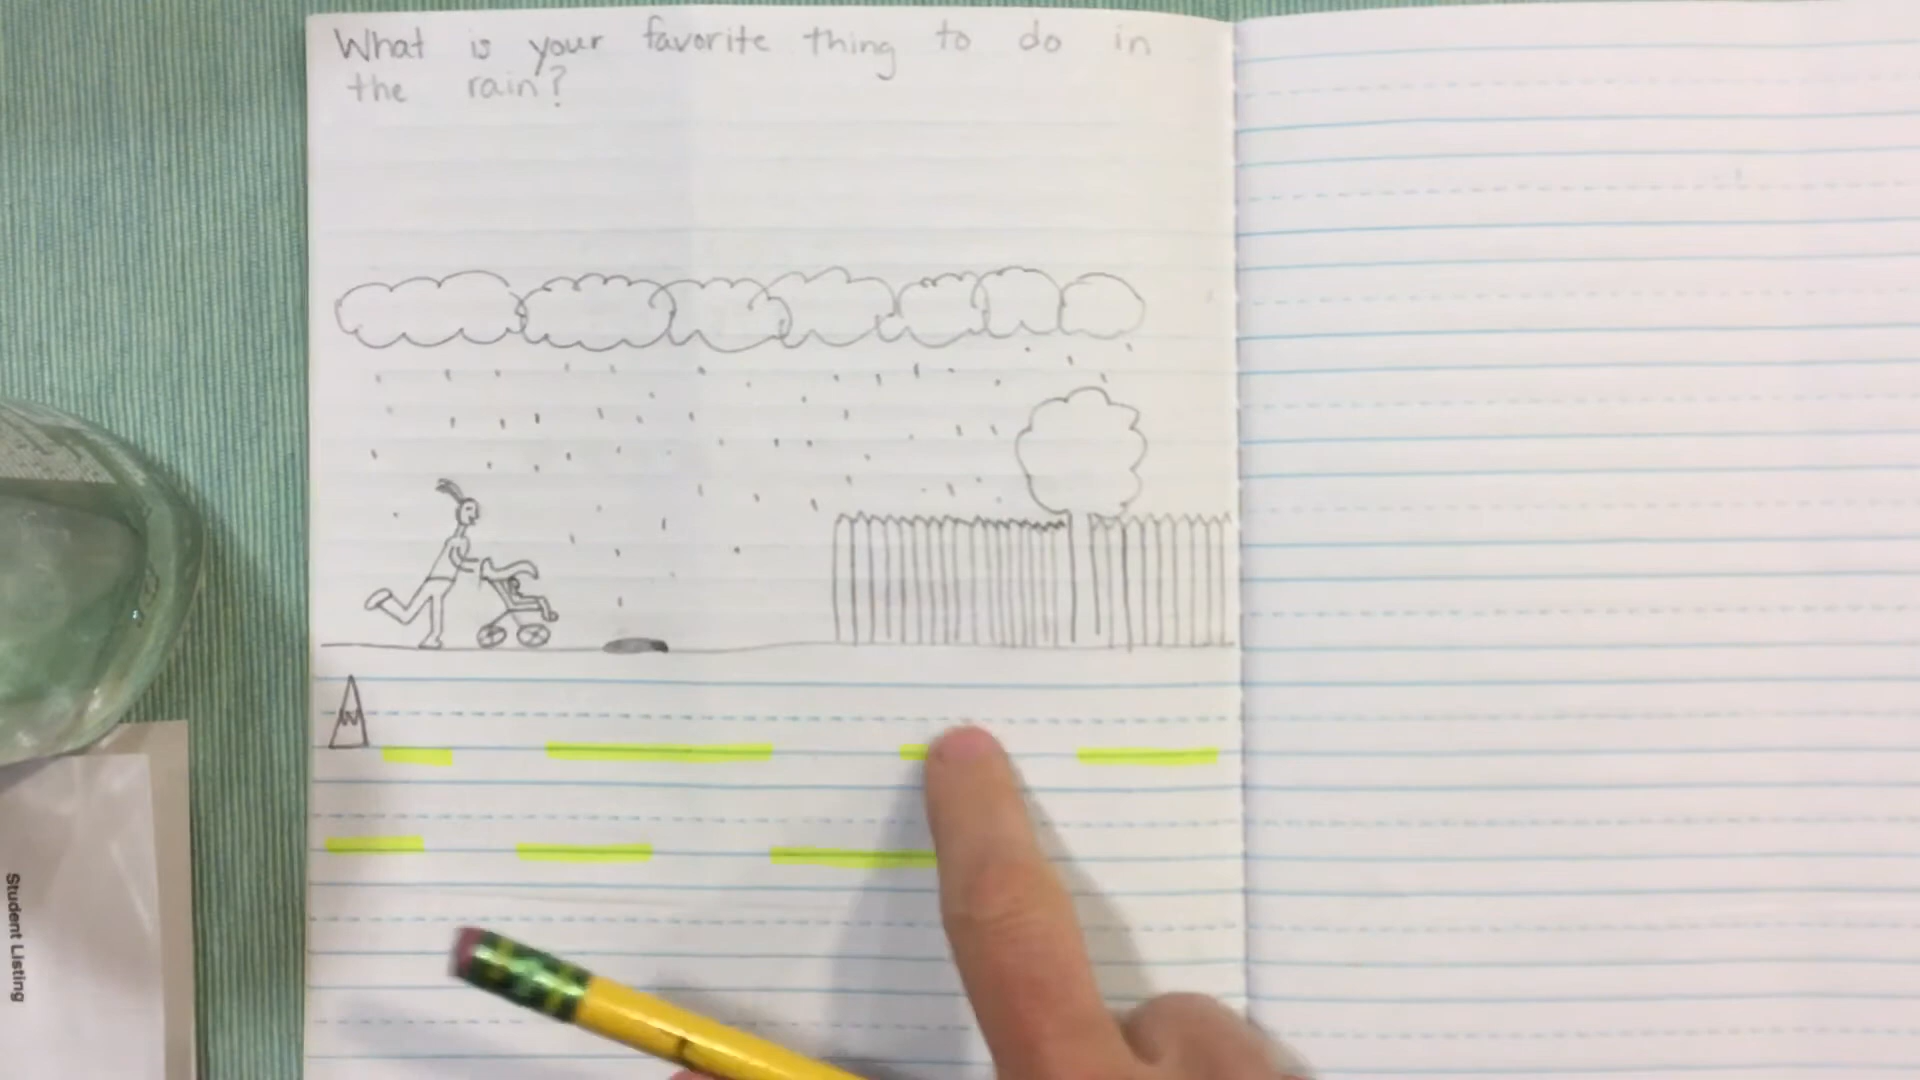 What is your favorite thing to do in
the rain?
Student Listing